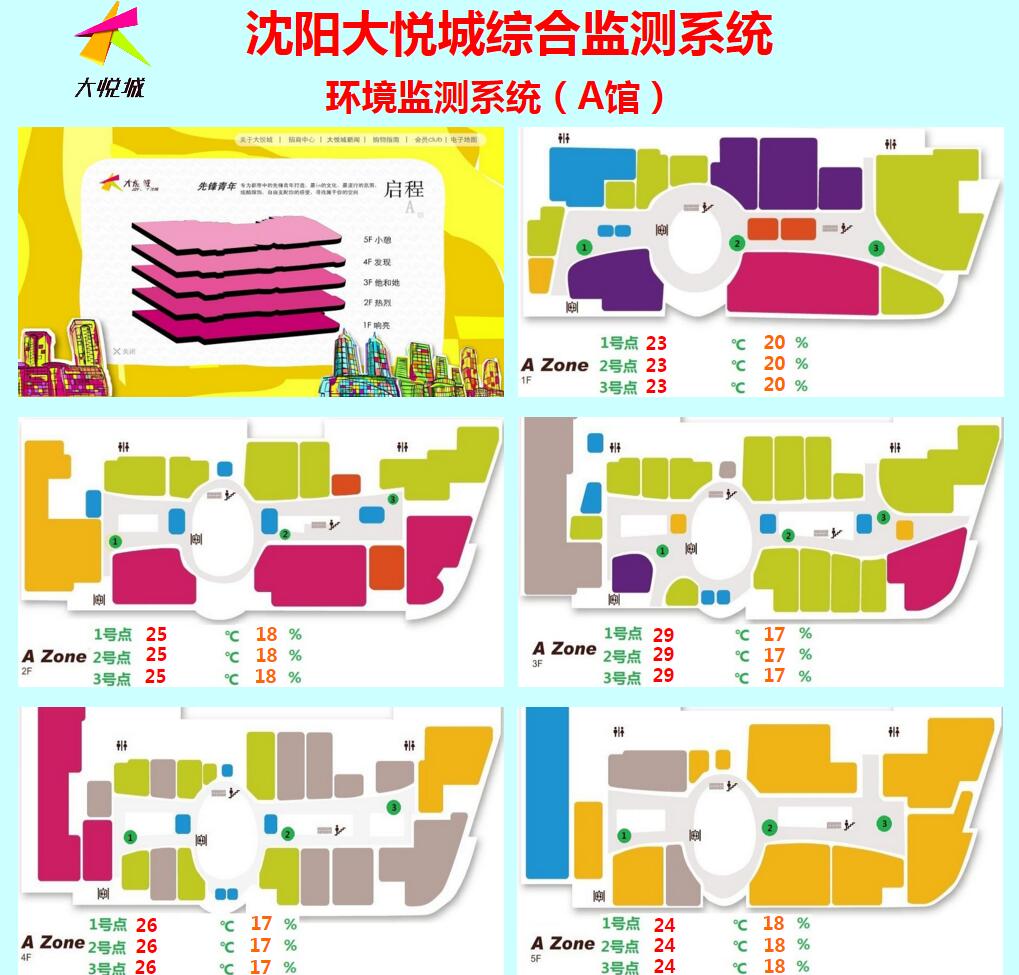 沈阳大悦城综合监测系统
大悦城
环境监测系统（A馆）
关于大悦城 | 招商中心 | 大悦城新闻 | 购物指南 | 会员club | 电子地图
先锋青年
启程
A
5F 小憩
4F 发现
3F 他和她
2F 热烈
1F 响亮
关闭
1
2
3
A Zone
1F
1号点 23 ℃ 20 %
2号点 23 ℃ 20 %
3号点 23 ℃ 20 %
1
2
3
A Zone
2F
1号点 25 ℃ 18 %
2号点 25 ℃ 18 %
3号点 25 ℃ 18 %
1
2
3
A Zone
3F
1号点 29 ℃ 17 %
2号点 29 ℃ 17 %
3号点 29 ℃ 17 %
1
2
3
A Zone
4F
1号点 26 ℃ 17 %
2号点 26 ℃ 17 %
3号点 26 ℃ 17 %
1
2
3
A Zone
5F
1号点 24 ℃ 18 %
2号点 24 ℃ 18 %
3号点 24 ℃ 18 %